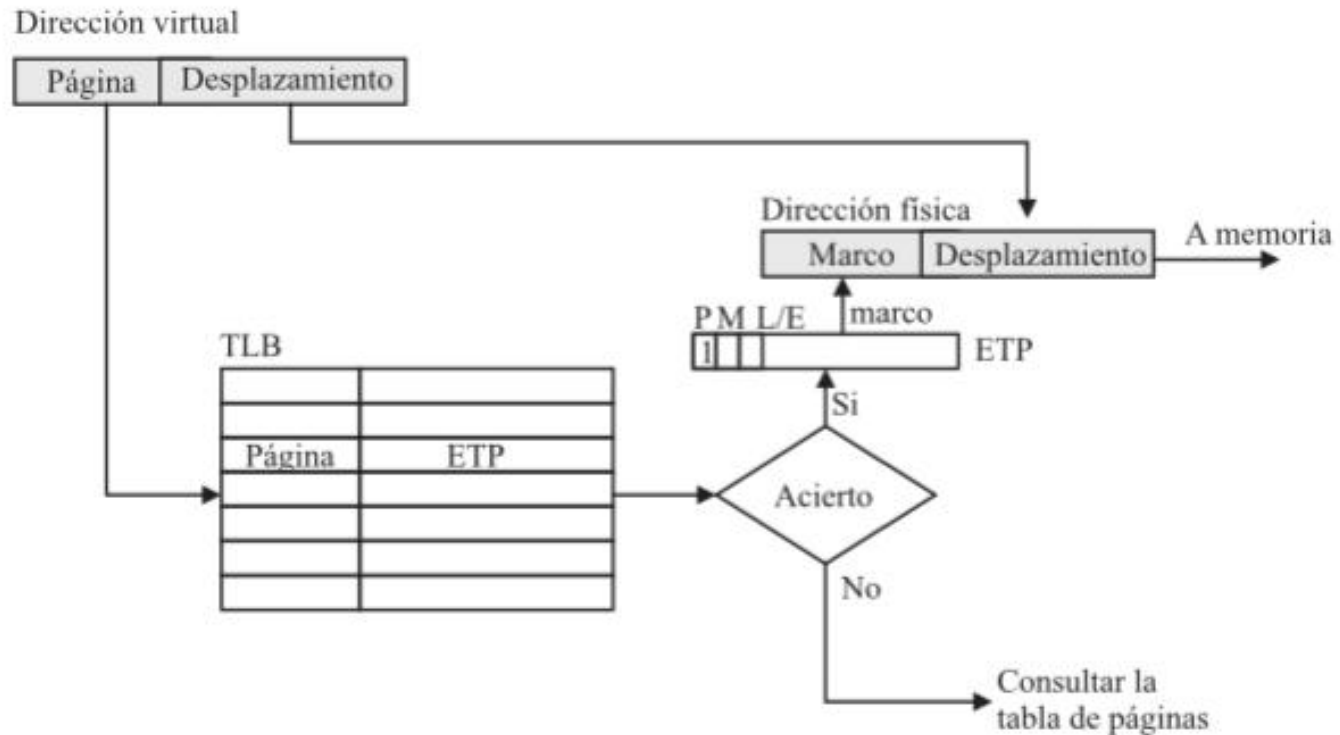 Dirección virtual
Página Desplazamiento
Dirección física
Marco Desplazamiento
A memoria
P M L/E marco
1
ETP
TLB
Página ETP
Si
Acierto
No
Consultar la
tabla de páginas